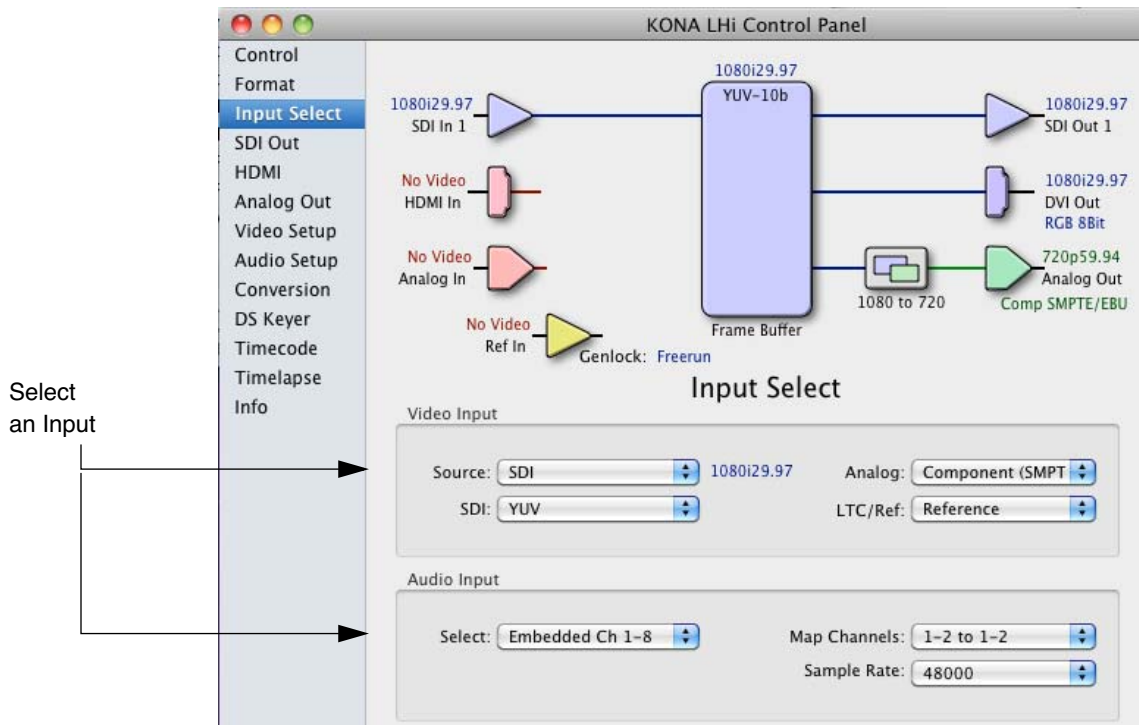 KONA LHi Control Panel
Control
Format
Input Select
SDI Out
HDMI
Analog Out
Video Setup
Audio Setup
Conversion
DS Keyer
Timecode
Timelapse
Info
1080i29.97
YUV-10b
1080i29.97
SDI In 1
1080i29.97
SDI Out 1
No Video
HDMI In
1080i29.97
DVI Out
RGB 8Bit
No Video
Analog In
1080 to 720
720p59.94
Analog Out
Comp SMPTE/EBU
No Video
Ref In
Genlock: Freerun
Frame Buffer
Select
an Input
Input Select
Video Input
Source: SDI 1080i29.97 Analog: Component (SMPT
SDI: YUV LTC/Ref: Reference
Audio Input
Select: Embedded Ch 1-8 Map Channels: 1-2 to 1-2
Sample Rate: 48000